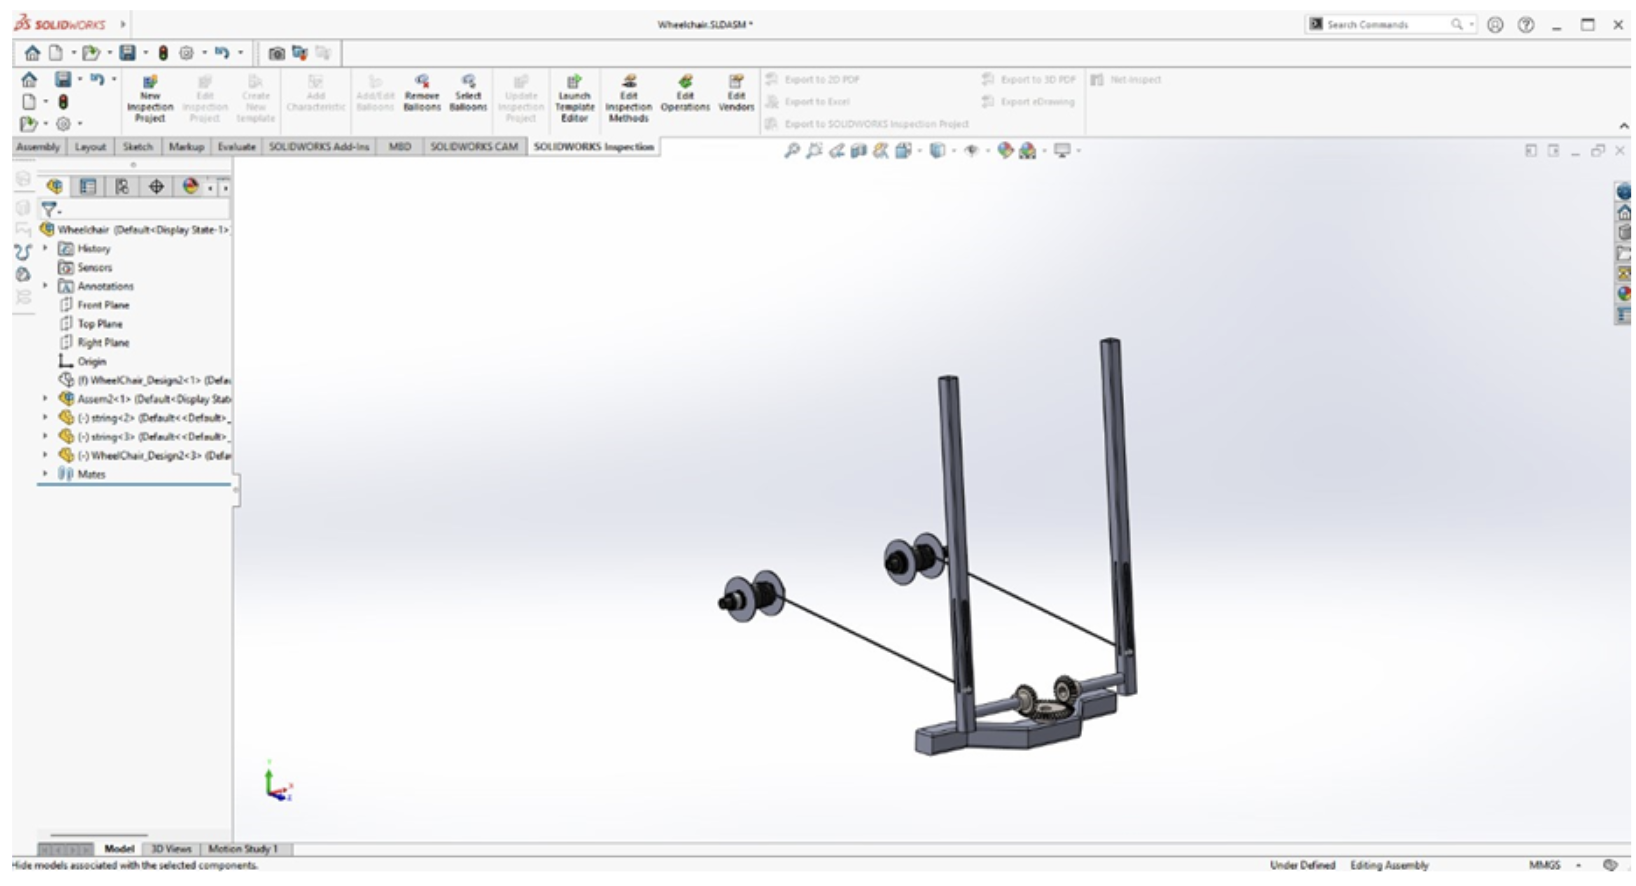 SOLIDWORKS
Wheelchair.SLDASM *
Search Commands
New Inspection Project
Edit Inspection Project
Create New template
Add Characteristic
Add/Edit Balloons
Remove Balloons
Select Balloons
Update Inspection Project
Launch Template Editor
Edit Inspection Methods
Edit Operations
Edit Vendors
Export to 2D PDF
Export to Excel
Export to SOLIDWORKS Inspection Project
Export to 3D PDF
Export eDrawing
Net-Inspect
Assembly Layout Sketch Markup Evaluate SOLIDWORKS Add-Ins MBD SOLIDWORKS CAM SOLIDWORKS Inspection
Wheelchair (Default<Display State-1>
History
Sensors
Annotations
Front Plane
Top Plane
Right Plane
Origin
(f) WheelChair_Design2<1> (Defau
Assem2<1> (Default<Display Stat
(-) string<2> (Default<<Default>_
(-) string<3> (Default<<Default>_
(-) WheelChair_Design2<3> (Defau
Mates
Model 3D Views Motion Study 1
Hide models associated with the selected components.
Under Defined Editing Assembly MMGS